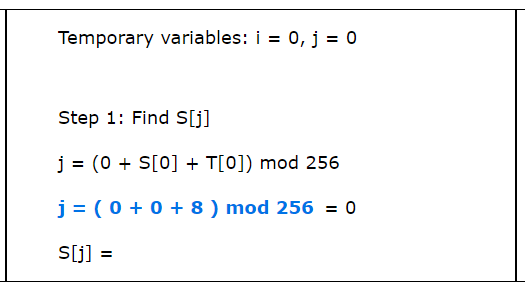 Temporary variables: i = 0, j = 0
Step 1: Find S[j]
j = (0 + S[0] + T[0]) mod 256
j = ( 0 + 0 + 8 ) mod 256 = 0
S[j] =